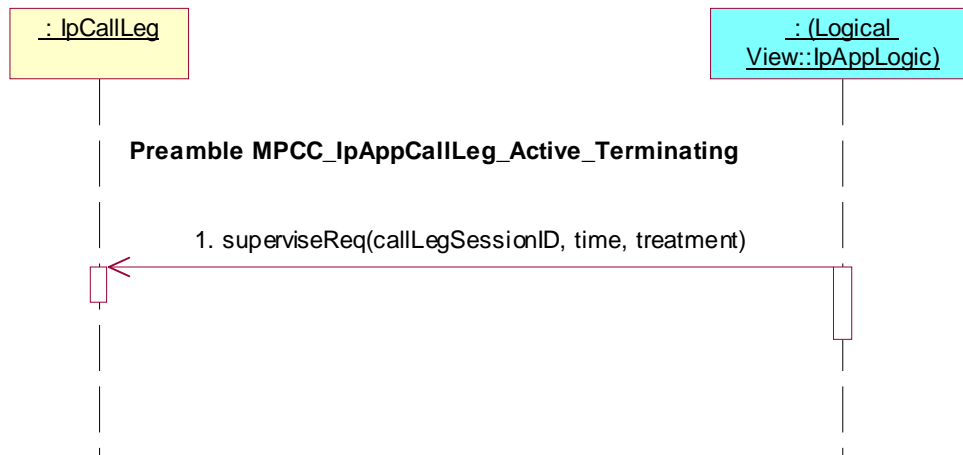 : IpCallLeg
: (Logical
View::IpAppLogic)
Preamble MPCC_IpAppCallLeg_Active_Terminating
1. superviseReq(callLegSessionID, time, treatment)